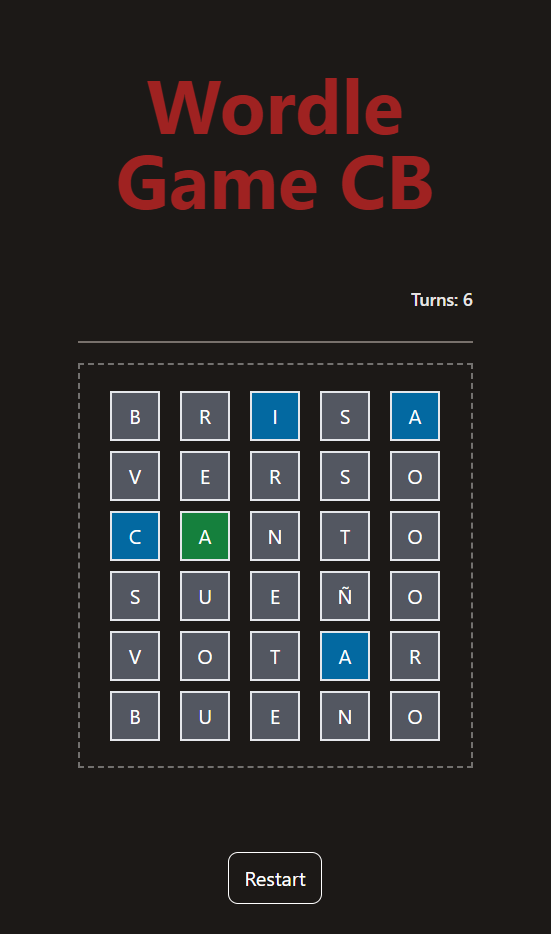 Wordle
Game CB
Turns: 6
B R I S A
V E R S O
C A N T O
S U E Ñ O
V O T A R
B U E N O
Restart